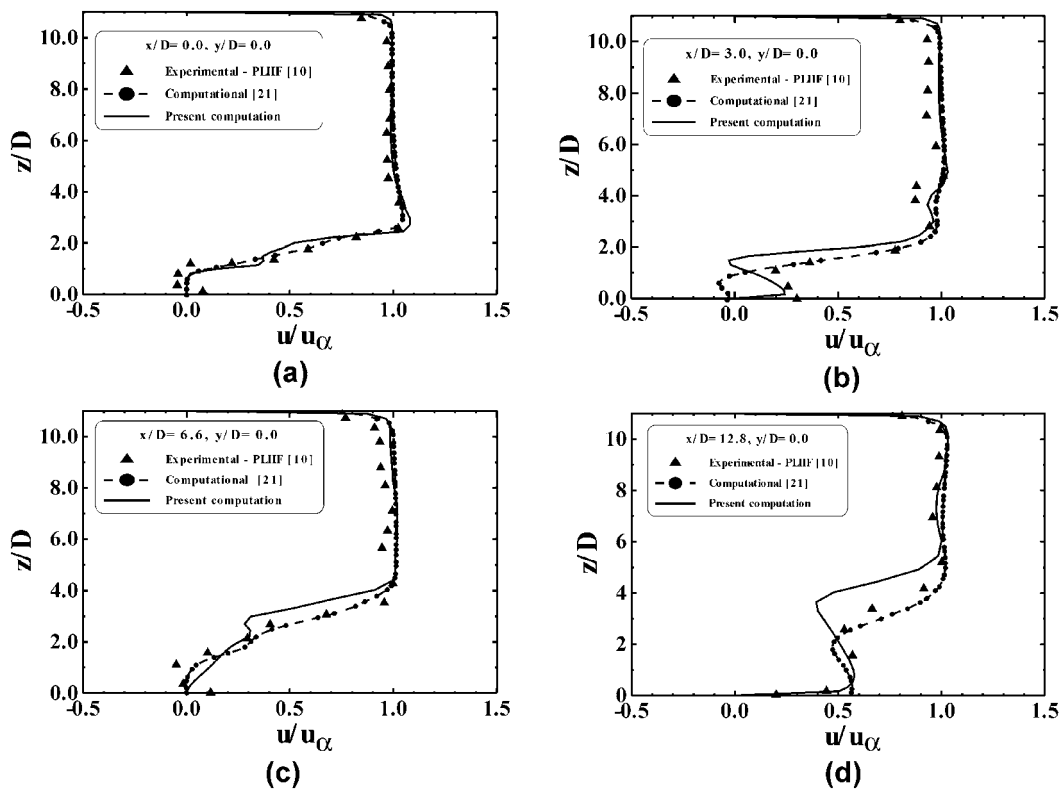 10.0
8.0
6.0
4.0
2.0
0.0
z/D
x/D= 0.0, y/D= 0.0
Experimental - PLIIF [10]
Computational [21]
Present computation
-0.5 0.0 0.5 1.0 1.5
u/uα
(a)
10.0
8.0
6.0
4.0
2.0
0.0
z/D
x/D= 3.0, y/D= 0.0
Experimental - PLIIF [10]
Computational [21]
Present computation
-0.5 0.0 0.5 1.0 1.5
u/uα
(b)
10.0
8.0
6.0
4.0
2.0
0.0
z/D
x/D= 6.6, y/D= 0.0
Experimental - PLIIF [10]
Computational [21]
Present computation
-0.5 0.0 0.5 1.0 1.5
u/uα
(c)
10
8
6
4
2
0
z/D
x/D= 12.8, y/D= 0.0
Experimental - PLIIF [10]
Computational [21]
Present computation
-0.5 0.0 0.5 1.0 1.5
u/uα
(d)